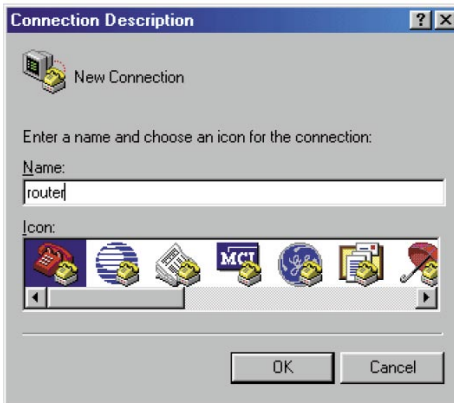 Connection Description
New Connection
Enter a name and choose an icon for the connection:
Name:
router
Icon:
MCI
OK
Cancel